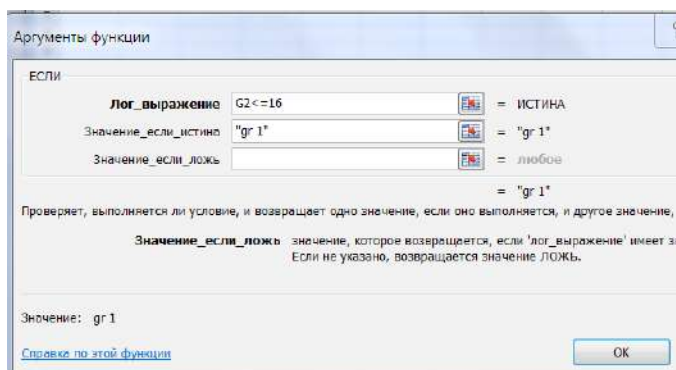 Аргументы функции
ЕСЛИ
Лог_выражение G2<=16 = ИСТИНА
Значение_если_истина "gr 1" = "gr 1"
Значение_если_ложь = любое
= "gr 1"
Проверяет, выполняется ли условие, и возвращает одно значение, если оно выполняется, и другое значение,
Значение_если_ложь значение, которое возвращается, если 'лог_выражение' имеет
Если не указано, возвращается значение ЛОЖЬ.
Значение: gr 1
Справка по этой функции
ОК